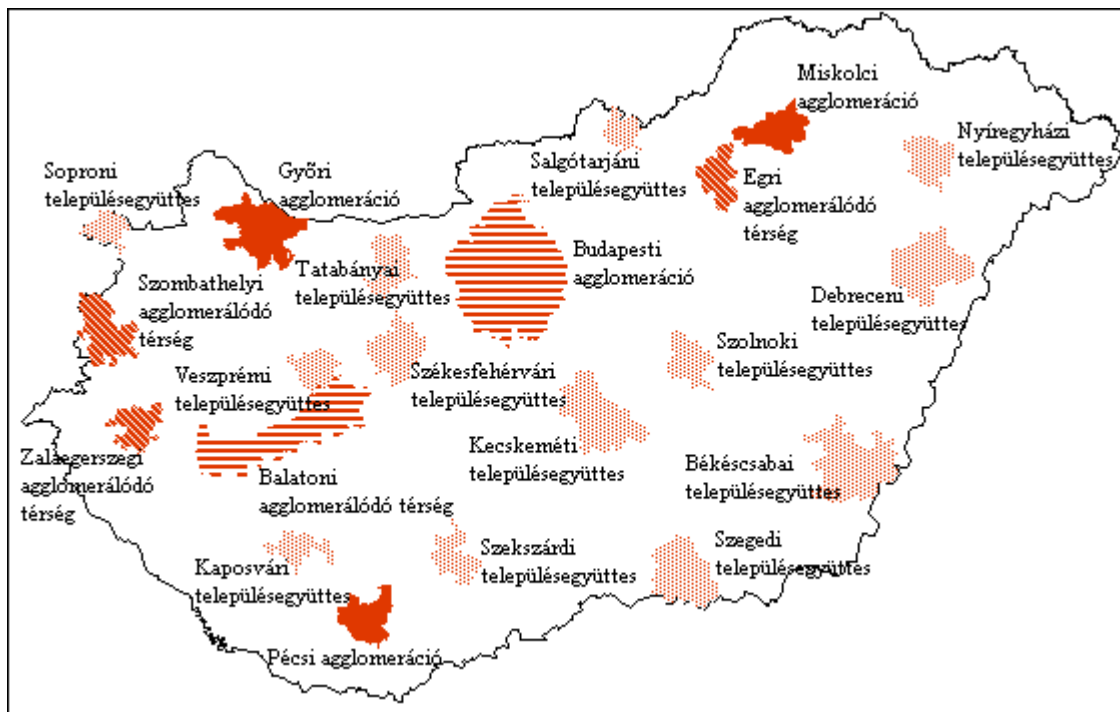 Miskolci
agglomeráció
Nyíregyházi
településegyüttes
Salgótarjáni
településegyüttes
Egri
agglomerálódó
térség
Soproni
településegyüttes
Győri
agglomeráció
Budapesti
agglomeráció
Tatabányai
településegyüttes
Szombathelyi
agglomerálódó
térség
Debreceni
településegyüttes
Szolnoki
településegyüttes
Veszprémi
településegyüttes
Székesfehérvári
településegyüttes
Kecskeméti
településegyüttes
Zalaegerszegi
agglomerálódó
térség
Balatoni
agglomerálódó térség
Békéscsabai
településegyüttes
Kaposvári
településegyüttes
Szekszárdi
településegyüttes
Szegedi
településegyüttes
Pécsi agglomeráció